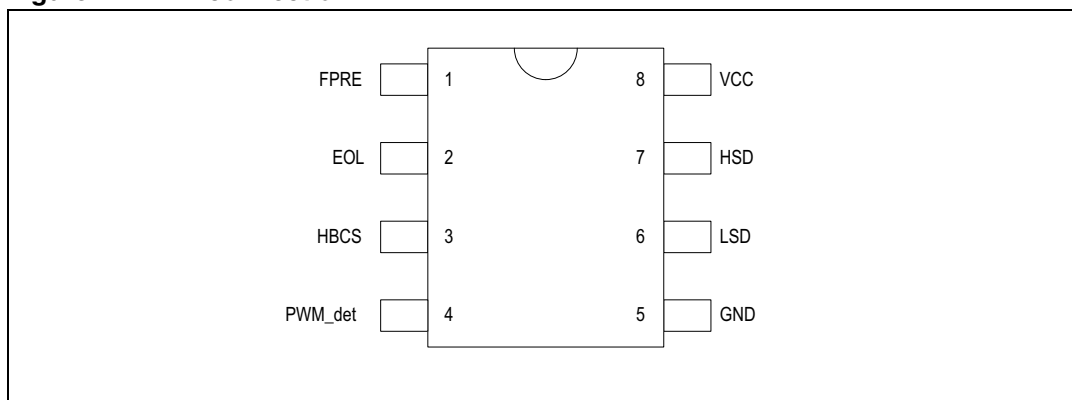 FPRE 1 8 VCC
EOL 2 7 HSD
HBCS 3 6 LSD
PWM_det 4 5 GND